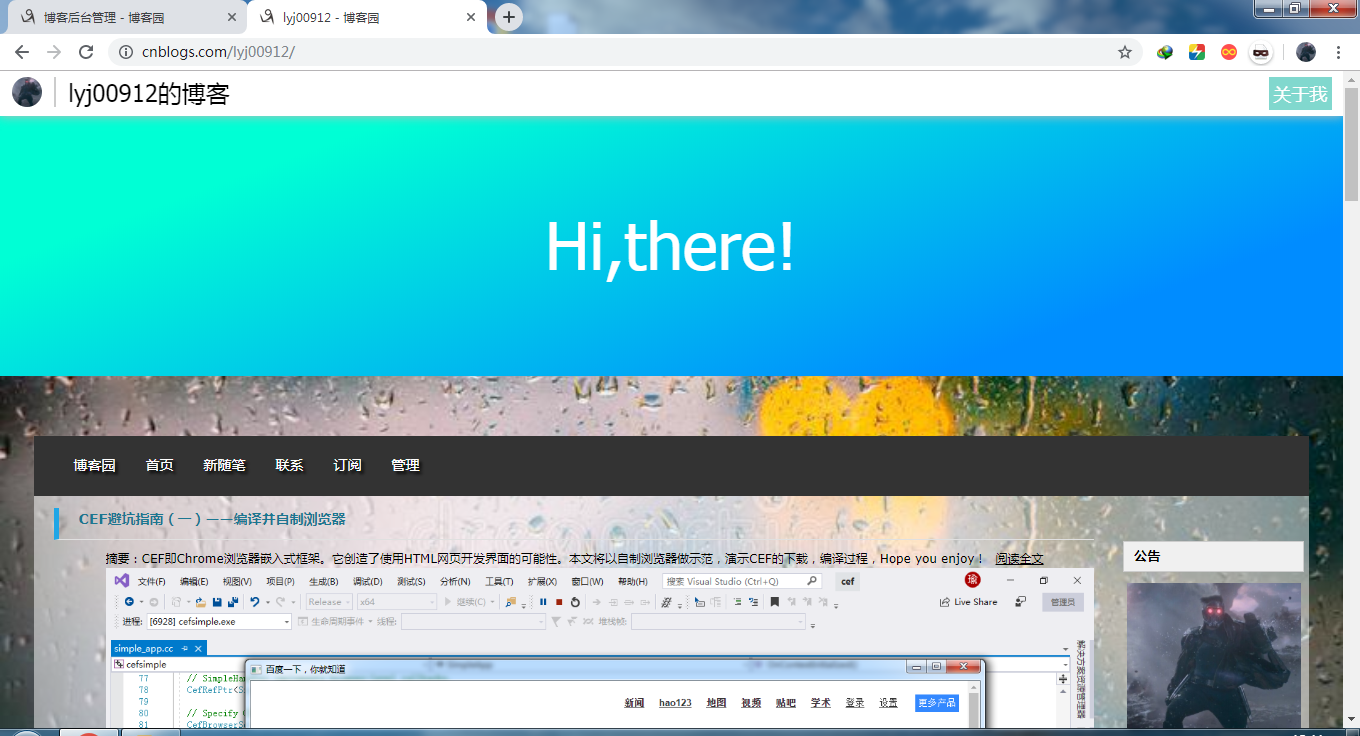 博客后台管理 - 博客园
lyj00912 - 博客园
cnblogs.com/lyj00912/
lyj00912的博客
关于我
Hi,there!
博客园 首页 新随笔 联系 订阅 管理
CEF避坑指南（一）——编译并自制浏览器
摘要：CEF即Chrome浏览器嵌入式框架。它创造了使用HTML网页开发界面的可能性。本文将以自制浏览器做示范，演示CEF的下载，编译过程，Hope you enjoy！ 阅读全文
公告
文件(F) 编辑(E) 视图(V) 项目(P) 生成(B) 调试(D) 测试(S) 分析(N) 工具(T) 扩展(X) 窗口(W) 帮助(H) 搜索 Visual Studio (Ctrl+Q) cef 瑜
Release x64 继续(C) Live Share 管理员
进程: [6928] cefsimple.exe 生命周期事件 线程: 堆栈帧:
simple_app.cc
cefsimple
解决方案资源管理器
百度一下，你就知道
77 // SimpleHa
78 CefRefPtr<S
79
80 // Specify
81 CefBrowserS
新闻 hao123 地图 视频 贴吧 学术 登录 设置 更多产品